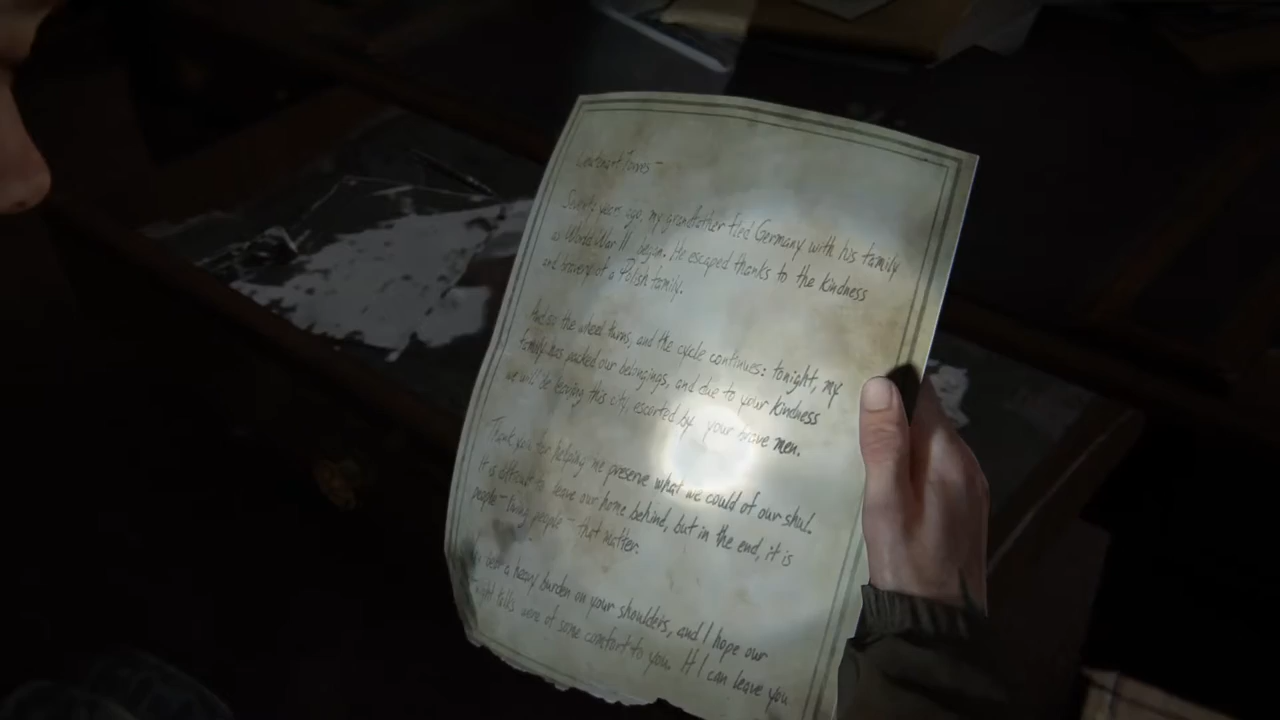 Lieutenant Torres -
Seventy years ago, my grandfather fled Germany with his family
as World War II began. He escaped thanks to the kindness
and bravery of a Polish family.
And so the wheel turns, and the cycle continues: tonight, my
family has packed our belongings, and due to your kindness
we will be leaving this city, escorted by your brave men.
Thank you for helping me preserve what we could of our shul.
It is difficult to leave our home behind, but in the end, it is
people - living people - that matter.
rest a heavy burden on your shoulders, and I hope our
talks were of some comfort to you. If I can leave you